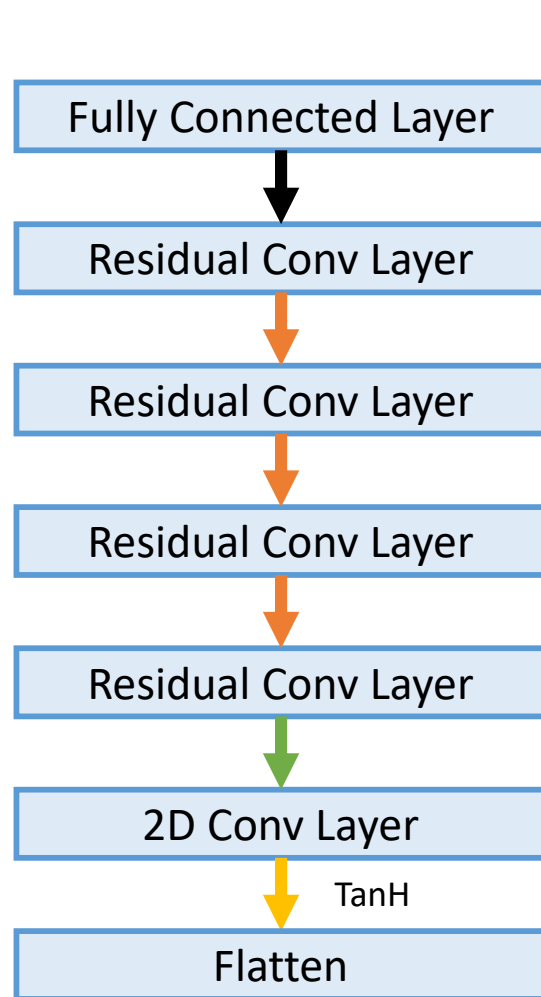 Fully Connected Layer
Residual Conv Layer
Residual Conv Layer
Residual Conv Layer
Residual Conv Layer
2D Conv Layer
TanH
Flatten